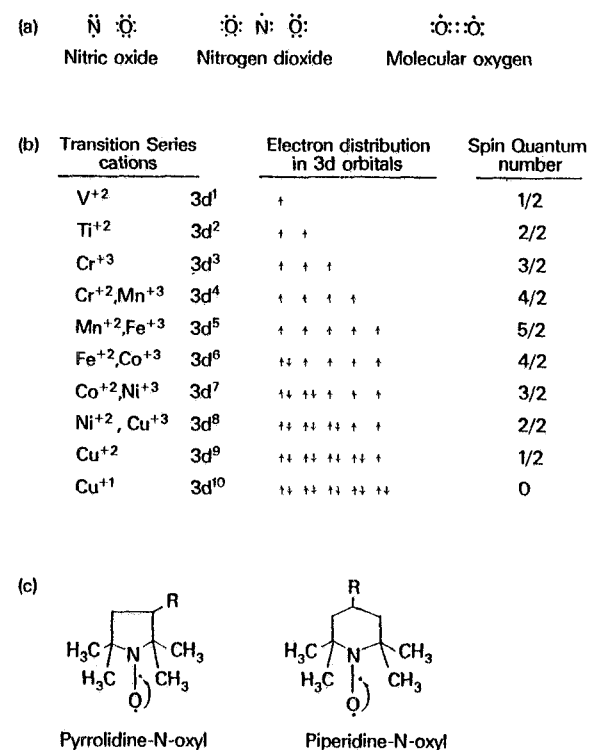 (a) :N̈ :Ö: :Ö: Ṅ: Ö: :Ȯ:::Ȯ:
Nitric oxide Nitrogen dioxide Molecular oxygen
(b) Transition Series Electron distribution Spin Quantum
cations in 3d orbitals number
V+2 3d1 ↑ 1/2
Ti+2 3d2 ↑ ↑ 2/2
Cr+3 3d3 ↑ ↑ ↑ 3/2
Cr+2,Mn+3 3d4 ↑ ↑ ↑ ↑ 4/2
Mn+2,Fe+3 3d5 ↑ ↑ ↑ ↑ ↑ 5/2
Fe+2,Co+3 3d6 ↑↓ ↑ ↑ ↑ ↑ 4/2
Co+2,Ni+3 3d7 ↑↓ ↑↓ ↑ ↑ ↑ 3/2
Ni+2 , Cu+3 3d8 ↑↓ ↑↓ ↑↓ ↑ ↑ 2/2
Cu+2 3d9 ↑↓ ↑↓ ↑↓ ↑↓ ↑ 1/2
Cu+1 3d10 ↑↓ ↑↓ ↑↓ ↑↓ ↑↓ 0
(c)
R R
H3C N CH3 H3C N CH3
H3C CH3 H3C CH3
O O
Pyrrolidine-N-oxyl Piperidine-N-oxyl